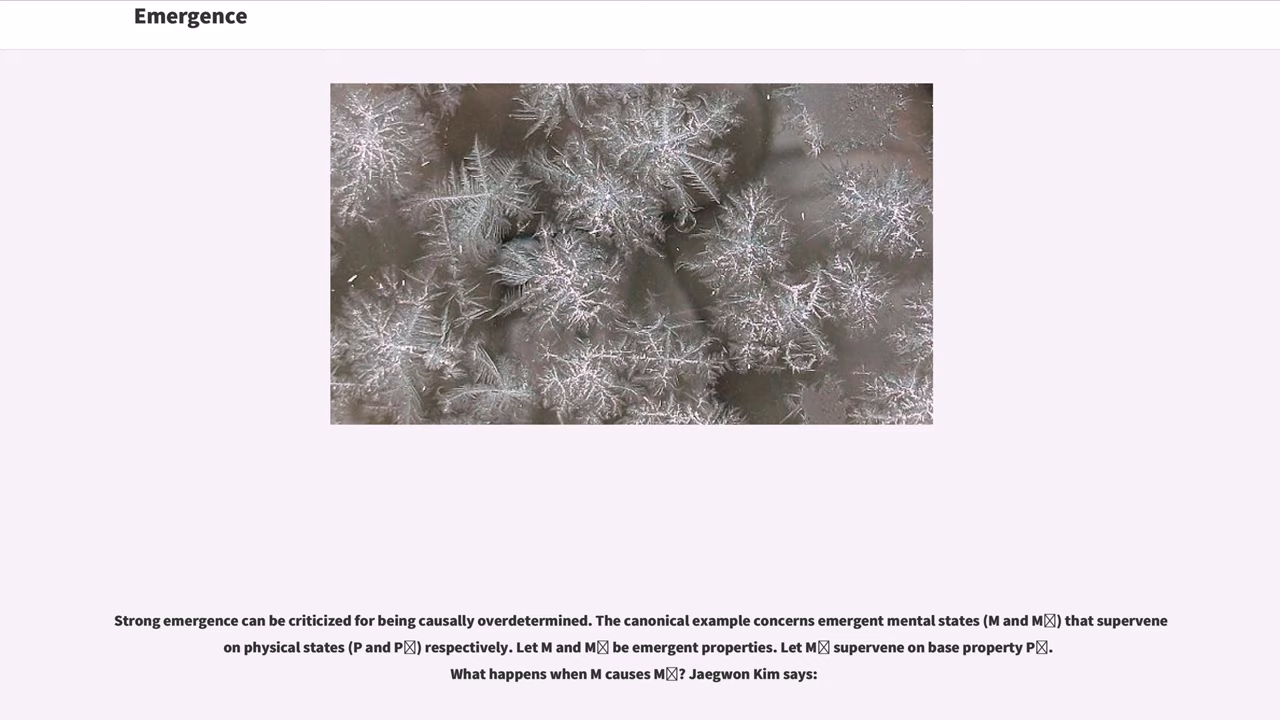 Emergence
Strong emergence can be criticized for being causally overdetermined. The canonical example concerns emergent mental states (M and M□) that supervene
on physical states (P and P□) respectively. Let M and M□ be emergent properties. Let M□ supervene on base property P□.
What happens when M causes M□? Jaegwon Kim says: